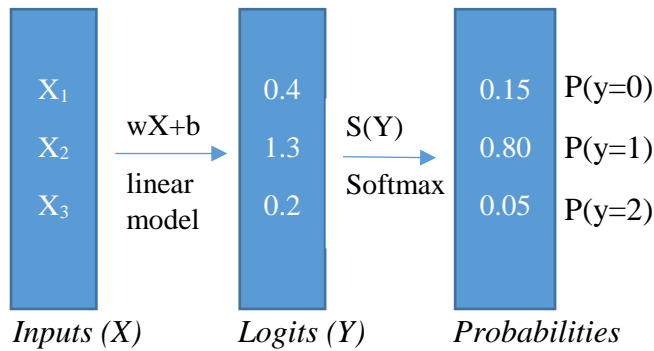 X₁
X₂
X₃
wX+b
linear
model
0.4
1.3
0.2
S(Y)
Softmax
0.15
0.80
0.05
P(y=0)
P(y=1)
P(y=2)
Inputs (X)
Logits (Y)
Probabilities